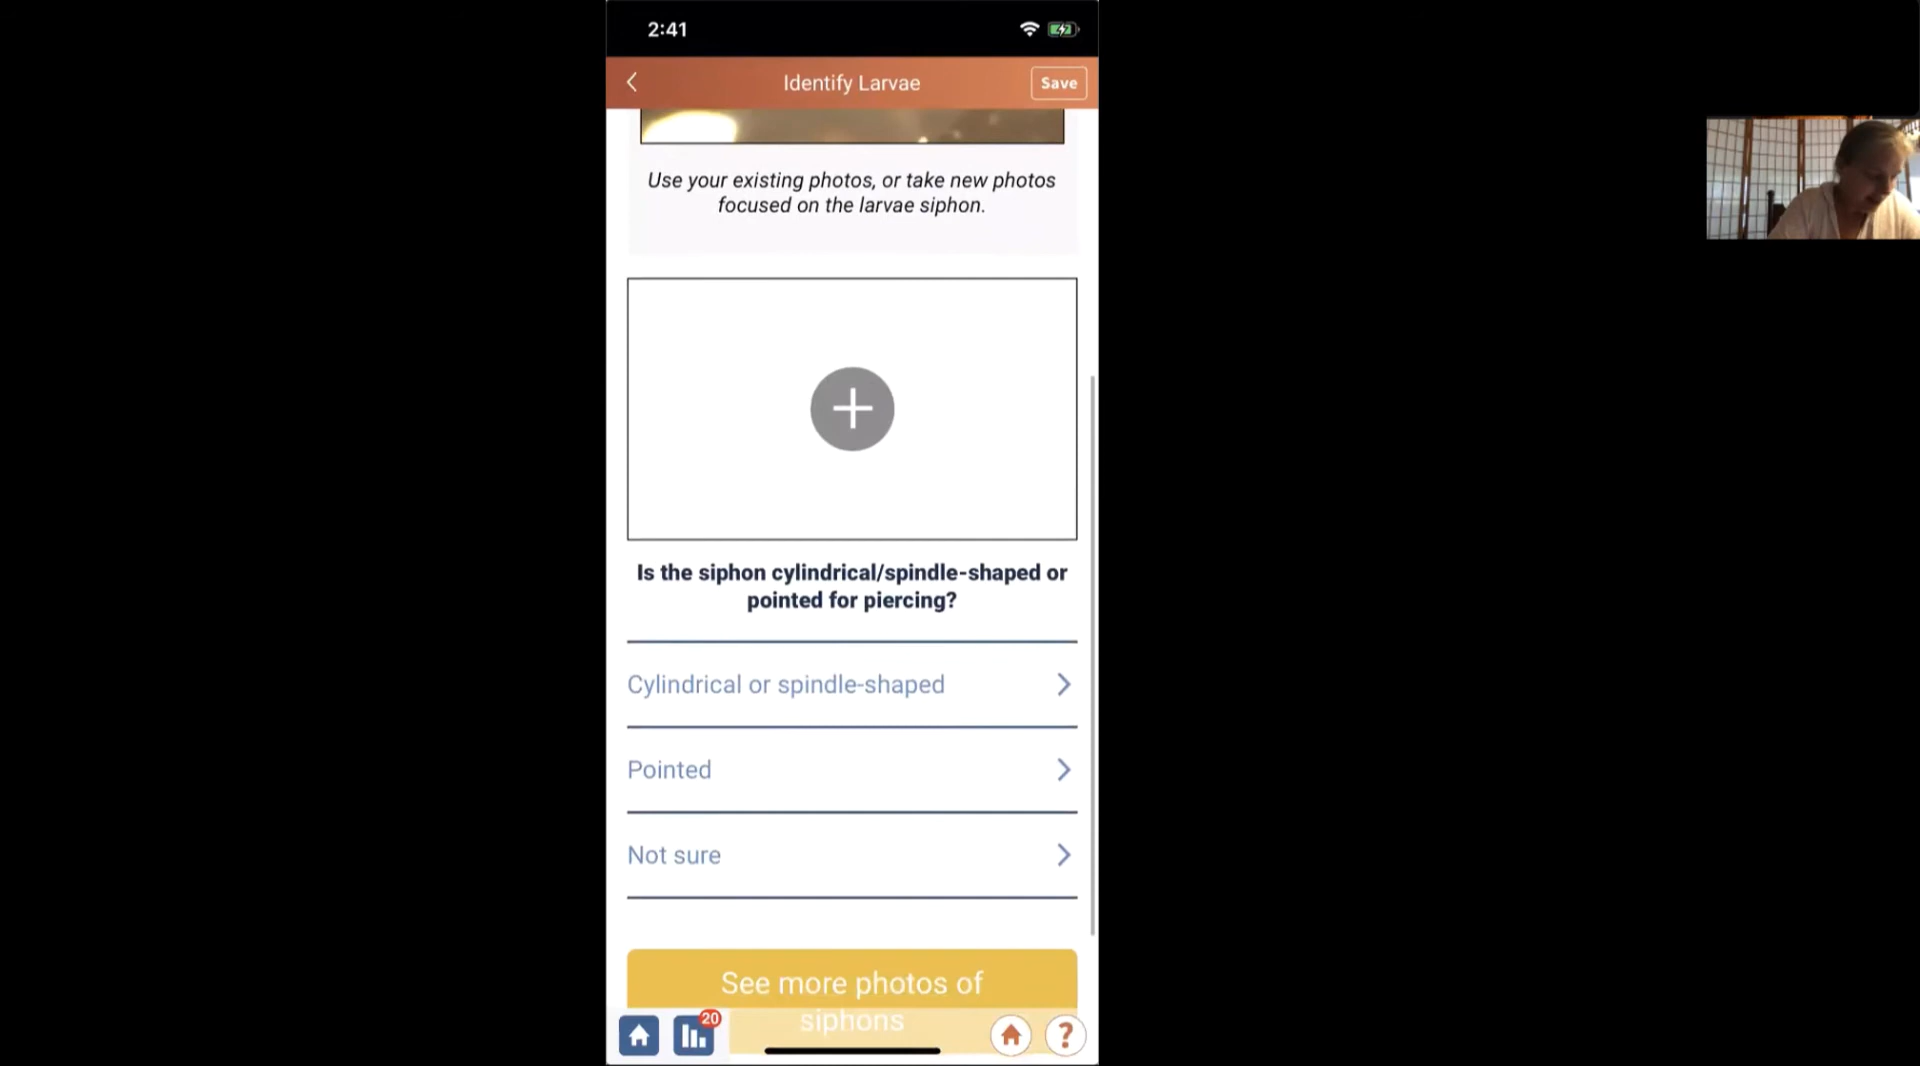 2:41
Identify Larvae
Save
Use your existing photos, or take new photos
focused on the larvae siphon.
Is the siphon cylindrical/spindle-shaped or
pointed for piercing?
Cylindrical or spindle-shaped
Pointed
Not sure
See more photos of
siphons
20
?